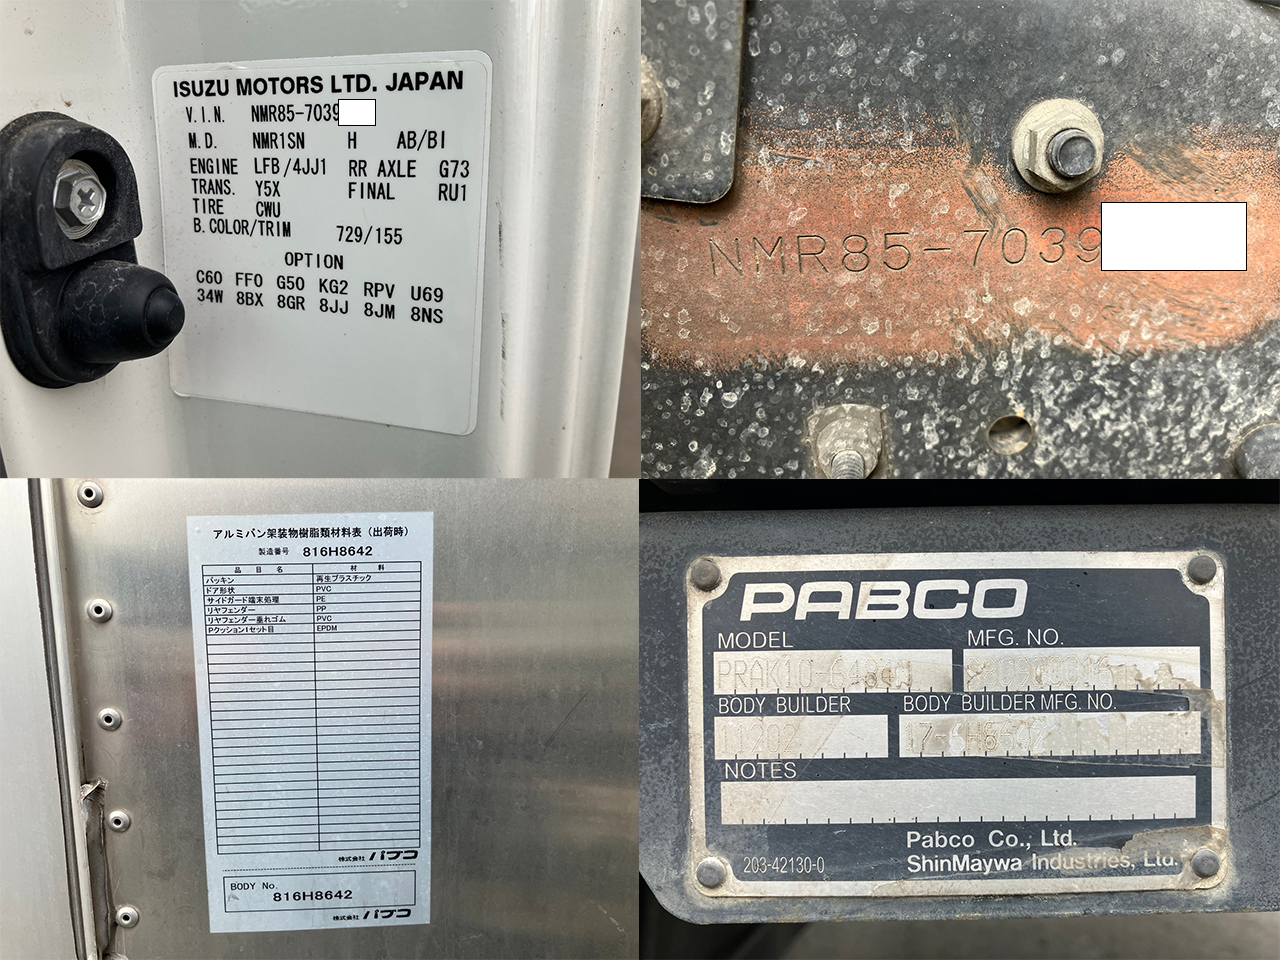 ISUZU MOTORS LTD. JAPAN
V.I.N. NMR85-7039
M.D. NMR1SN H AB/BI
ENGINE LFB/4JJ1 RR AXLE G73
TRANS. Y5X FINAL RU1
TIRE CWU
B.COLOR/TRIM 729/155
OPTION
C60 FF0 G50 KG2 RPV U69
34W 8BX 8GR 8JJ 8JM 8NS
NMR85-7039
アルミバン架装物樹脂類材料表（出荷時）
製造番号 816H8642
品目名 材料
パッキン 再生プラスチック
ドア形状 PVC
サイドガード端末処理 PE
リヤフェンダー PP
リヤフェンダー垂れゴム PVC
Pクッション1セット目 EPDM
株式会社 パブコ
BODY No.
816H8642
株式会社 パブコ
PABCO
MODEL MFG. NO.
BODY BUILDER BODY BUILDER MFG. NO.
11202
NOTES
Pabco Co., Ltd.
203-42130-0 ShinMaywa Industries, Ltd.